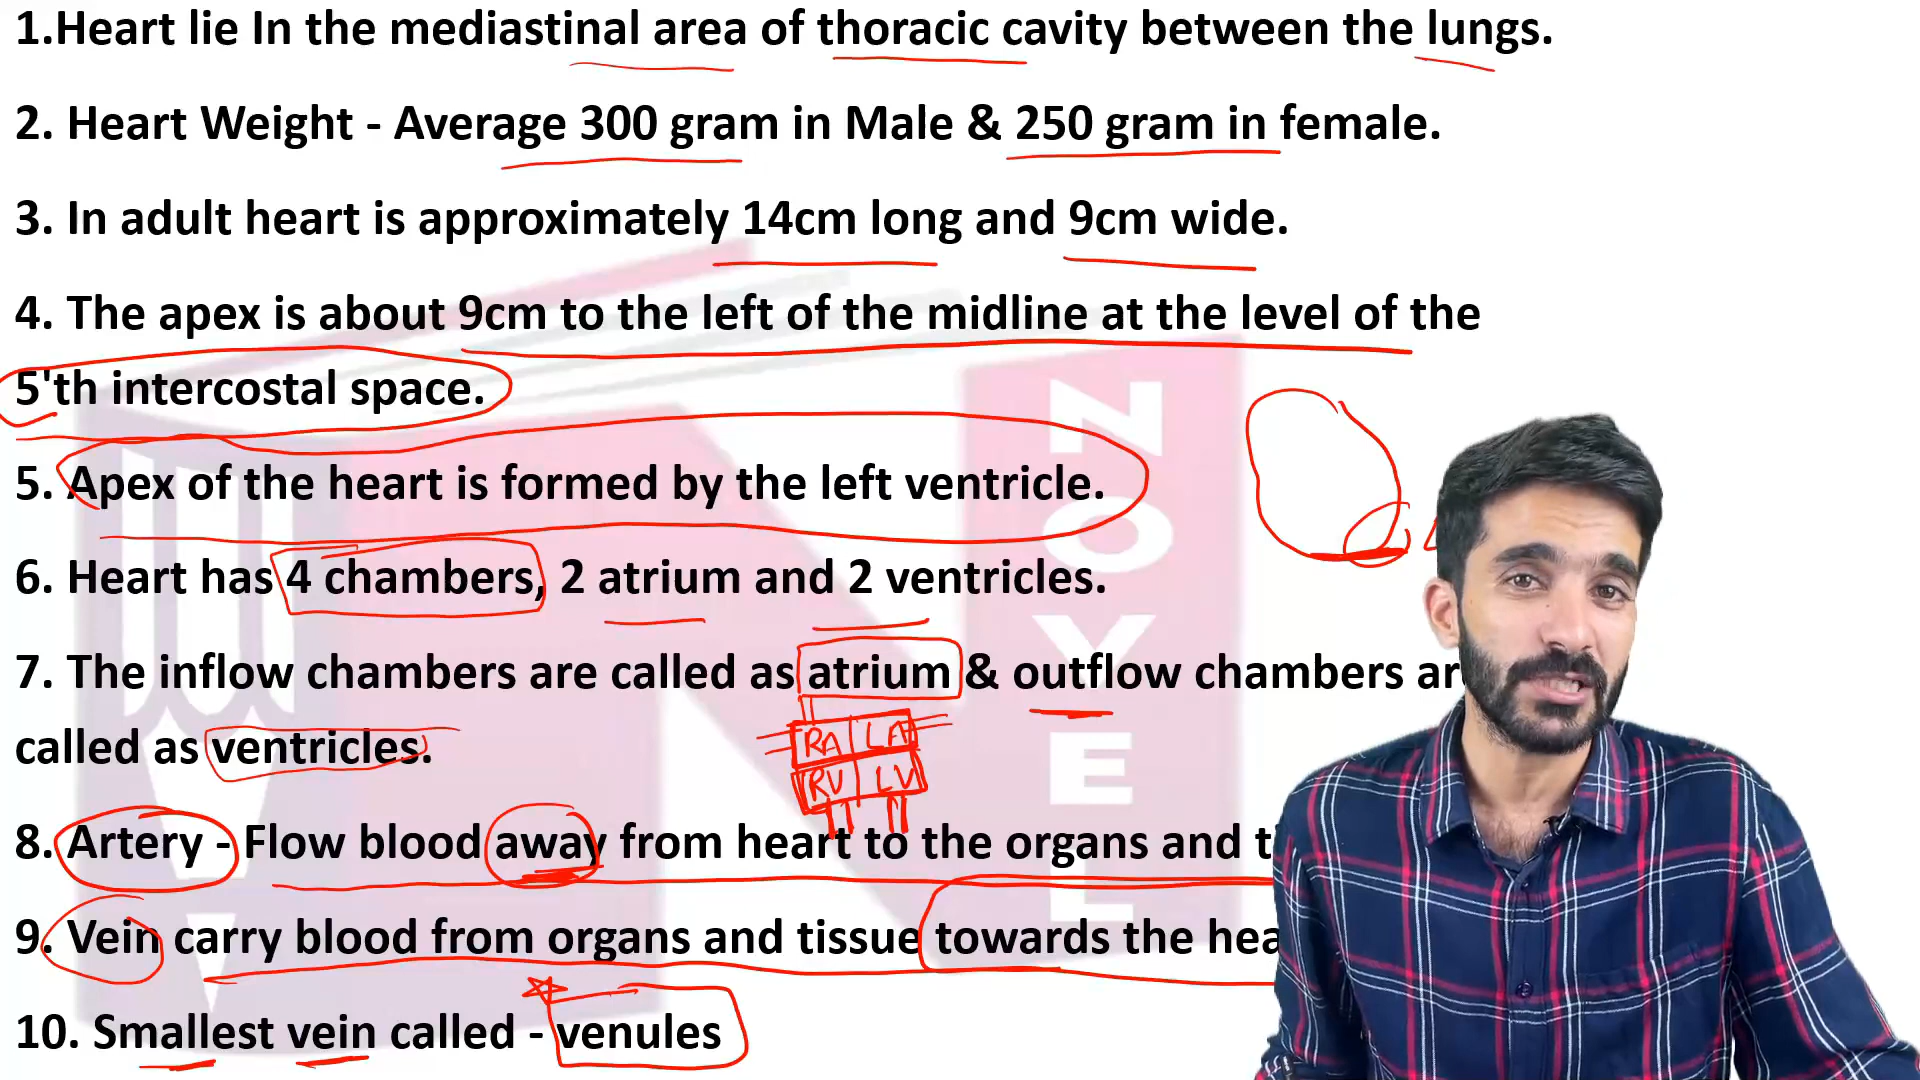 1.Heart lie In the mediastinal area of thoracic cavity between the lungs.
2. Heart Weight - Average 300 gram in Male & 250 gram in female.
3. In adult heart is approximately 14cm long and 9cm wide.
4. The apex is about 9cm to the left of the midline at the level of the
5'th intercostal space.
5. Apex of the heart is formed by the left ventricle.
6. Heart has 4 chambers, 2 atrium and 2 ventricles.
7. The inflow chambers are called as atrium & outflow chambers ar
called as ventricles.
RA LA
RV LV
8. Artery - Flow blood away from heart to the organs and t
9. Vein carry blood from organs and tissue towards the hea
10. Smallest vein called - venules
NOVEL